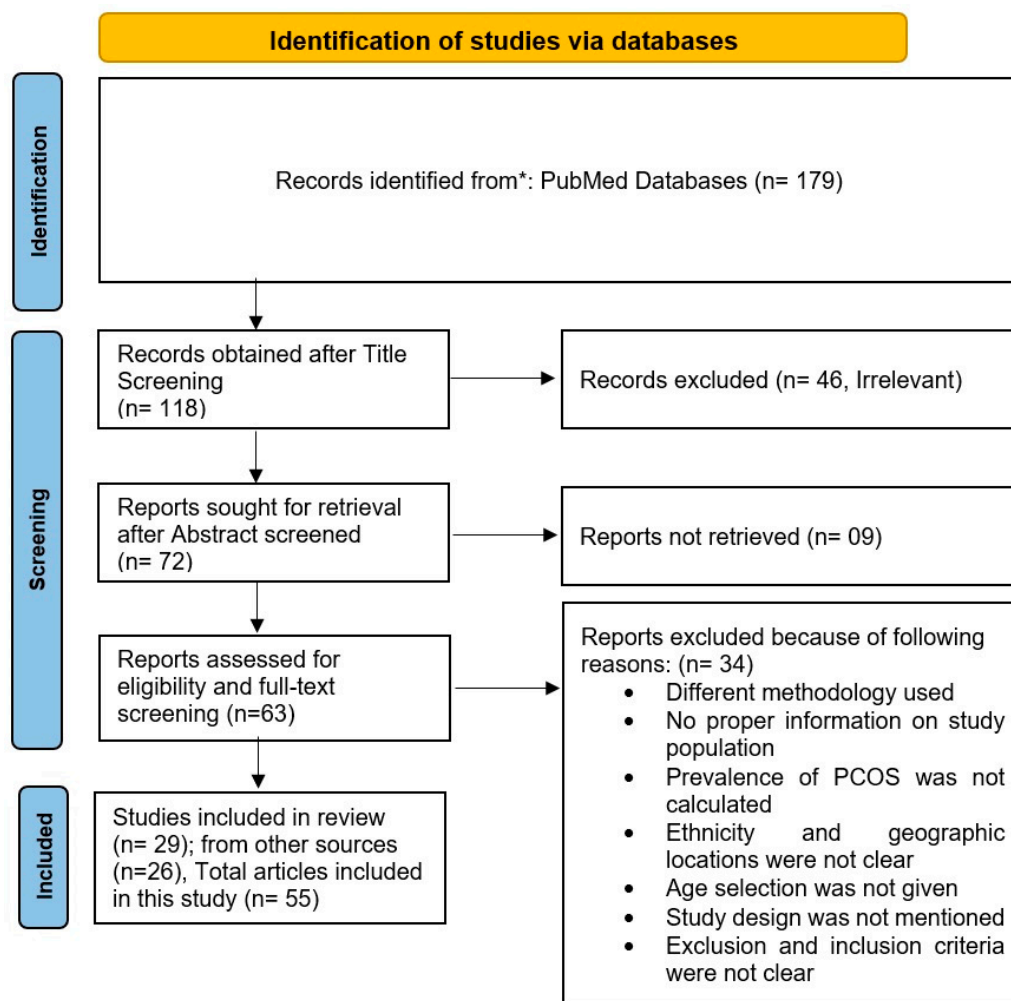 Identification of studies via databases
Identification
Records identified from*: PubMed Databases (n= 179)
Screening
Records obtained after Title
Screening
(n= 118)
Records excluded (n= 46, Irrelevant)
Reports sought for retrieval
after Abstract screened
(n= 72)
Reports not retrieved (n= 09)
Reports assessed for
eligibility and full-text
screening (n=63)
Reports excluded because of following
reasons: (n= 34)
• Different methodology used
• No proper information on study
population
• Prevalence of PCOS was not
calculated
• Ethnicity and geographic
locations were not clear
• Age selection was not given
• Study design was not mentioned
• Exclusion and inclusion criteria
were not clear
Included
Studies included in review
(n= 29); from other sources
(n=26), Total articles included
in this study (n= 55)